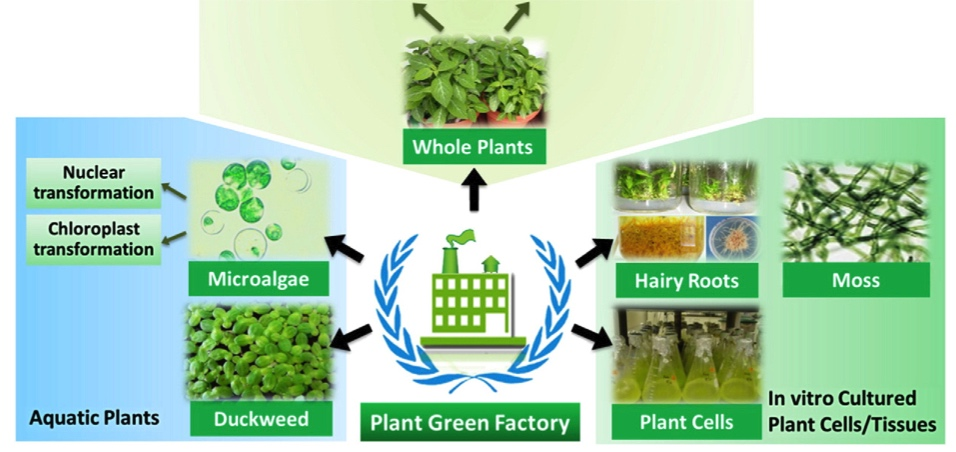 Whole Plants
Nuclear
transformation
Chloroplast
transformation
Microalgae
Hairy Roots
Moss
Duckweed
Aquatic Plants
Plant Green Factory
Plant Cells
In vitro Cultured
Plant Cells/Tissues